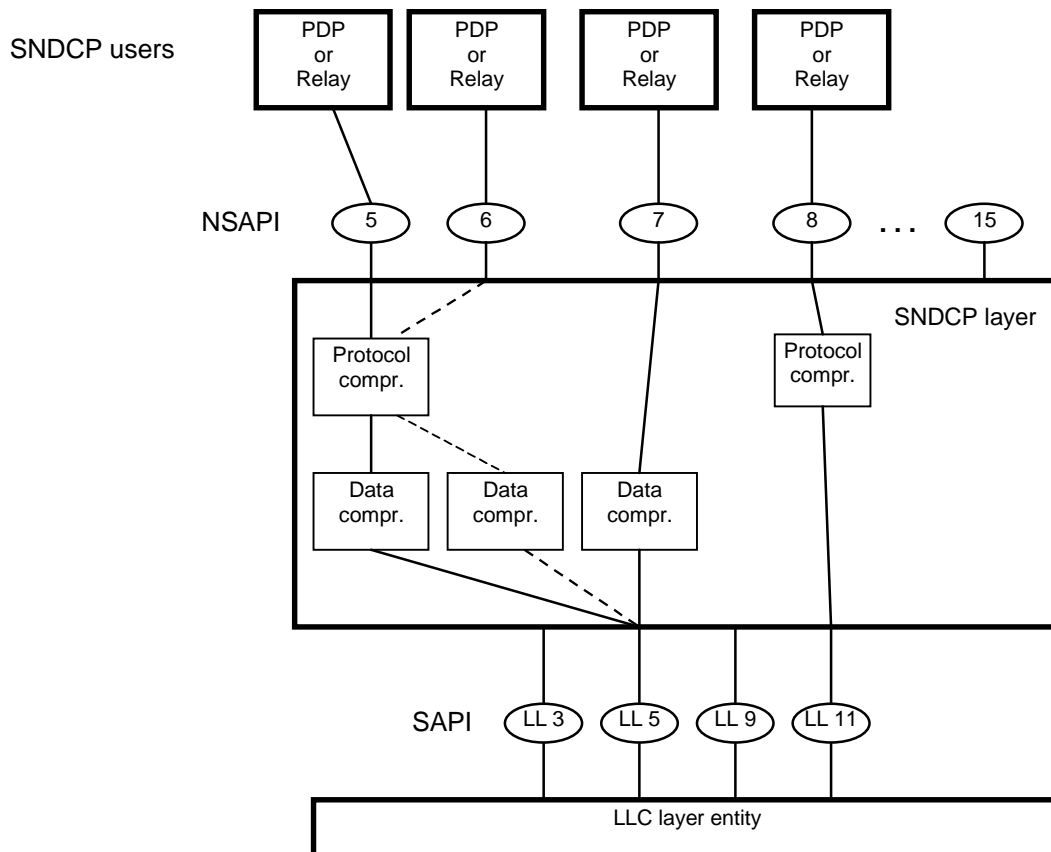 SNDCP users
PDP
or
Relay
PDP
or
Relay
PDP
or
Relay
PDP
or
Relay
NSAPI
5
6
7
8
. . .
15
SNDCP layer
Protocol
compr.
Protocol
compr.
Data
compr.
Data
compr.
Data
compr.
SAPI
LL 3
LL 5
LL 9
LL 11
LLC layer entity